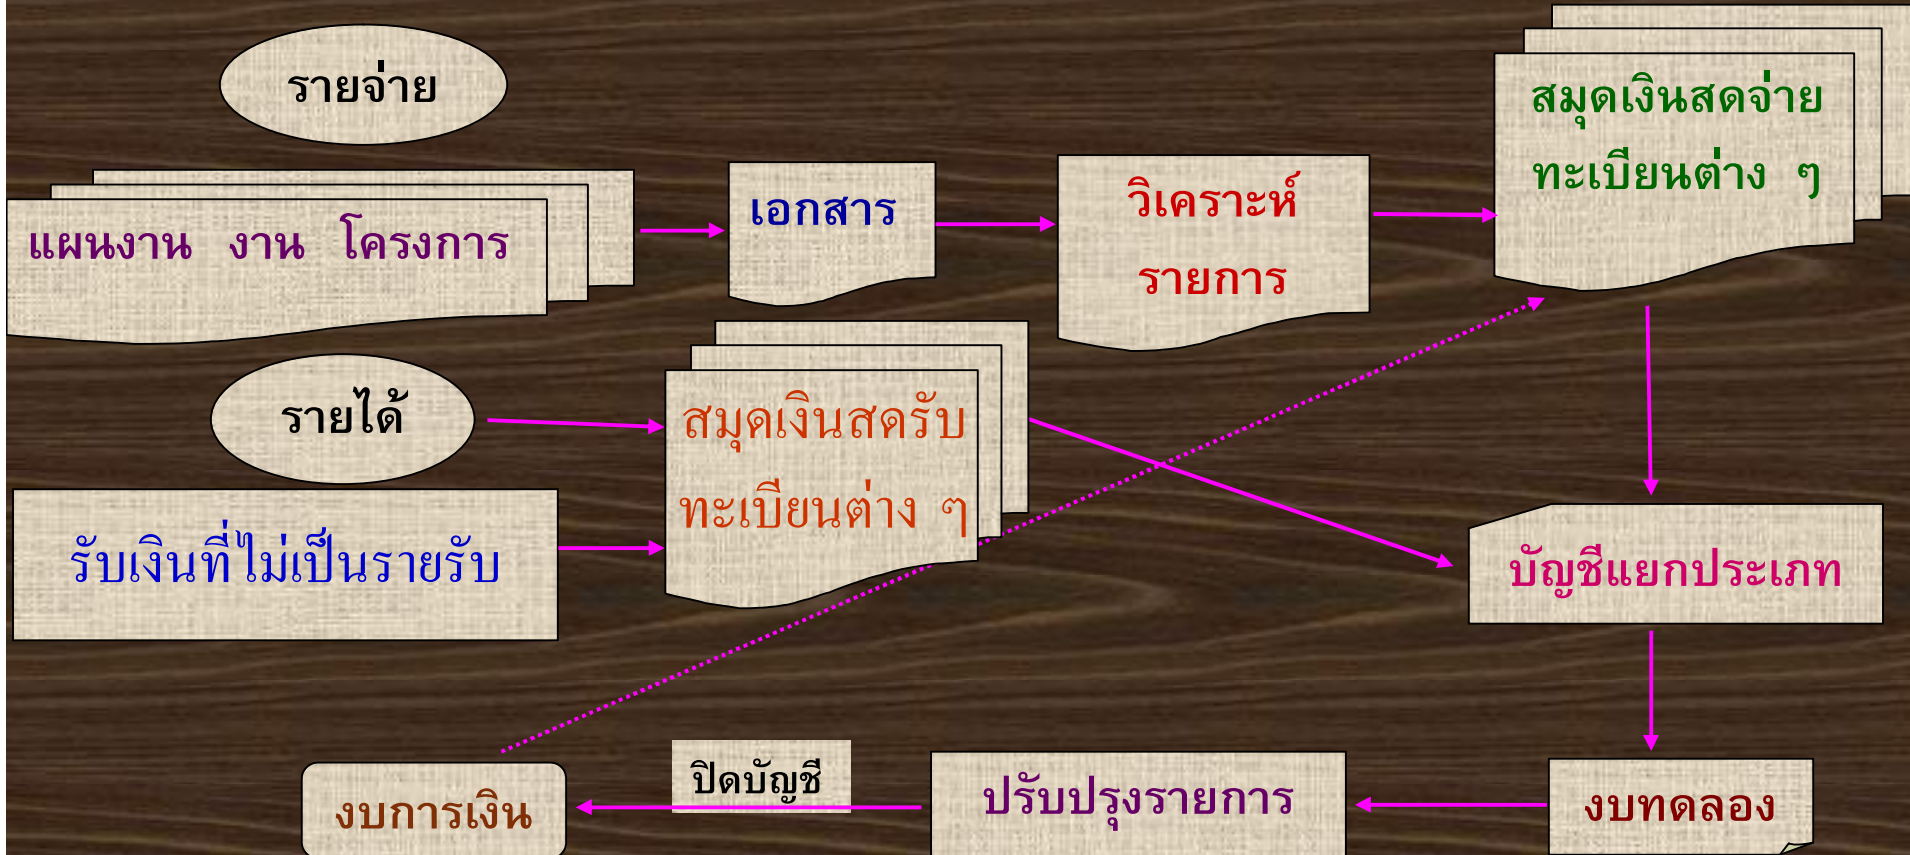 รายจ่าย
สมุดเงินสดจ่าย
ทะเบียนต่าง ๆ
แผนงาน งาน โครงการ
เอกสาร
วิเคราะห์
รายการ
รายได้
สมุดเงินสดรับ
ทะเบียนต่าง ๆ
รับเงินที่ไม่เป็นรายรับ
บัญชีแยกประเภท
งบการเงิน
ปิดบัญชี
ปรับปรุงรายการ
งบทดลอง